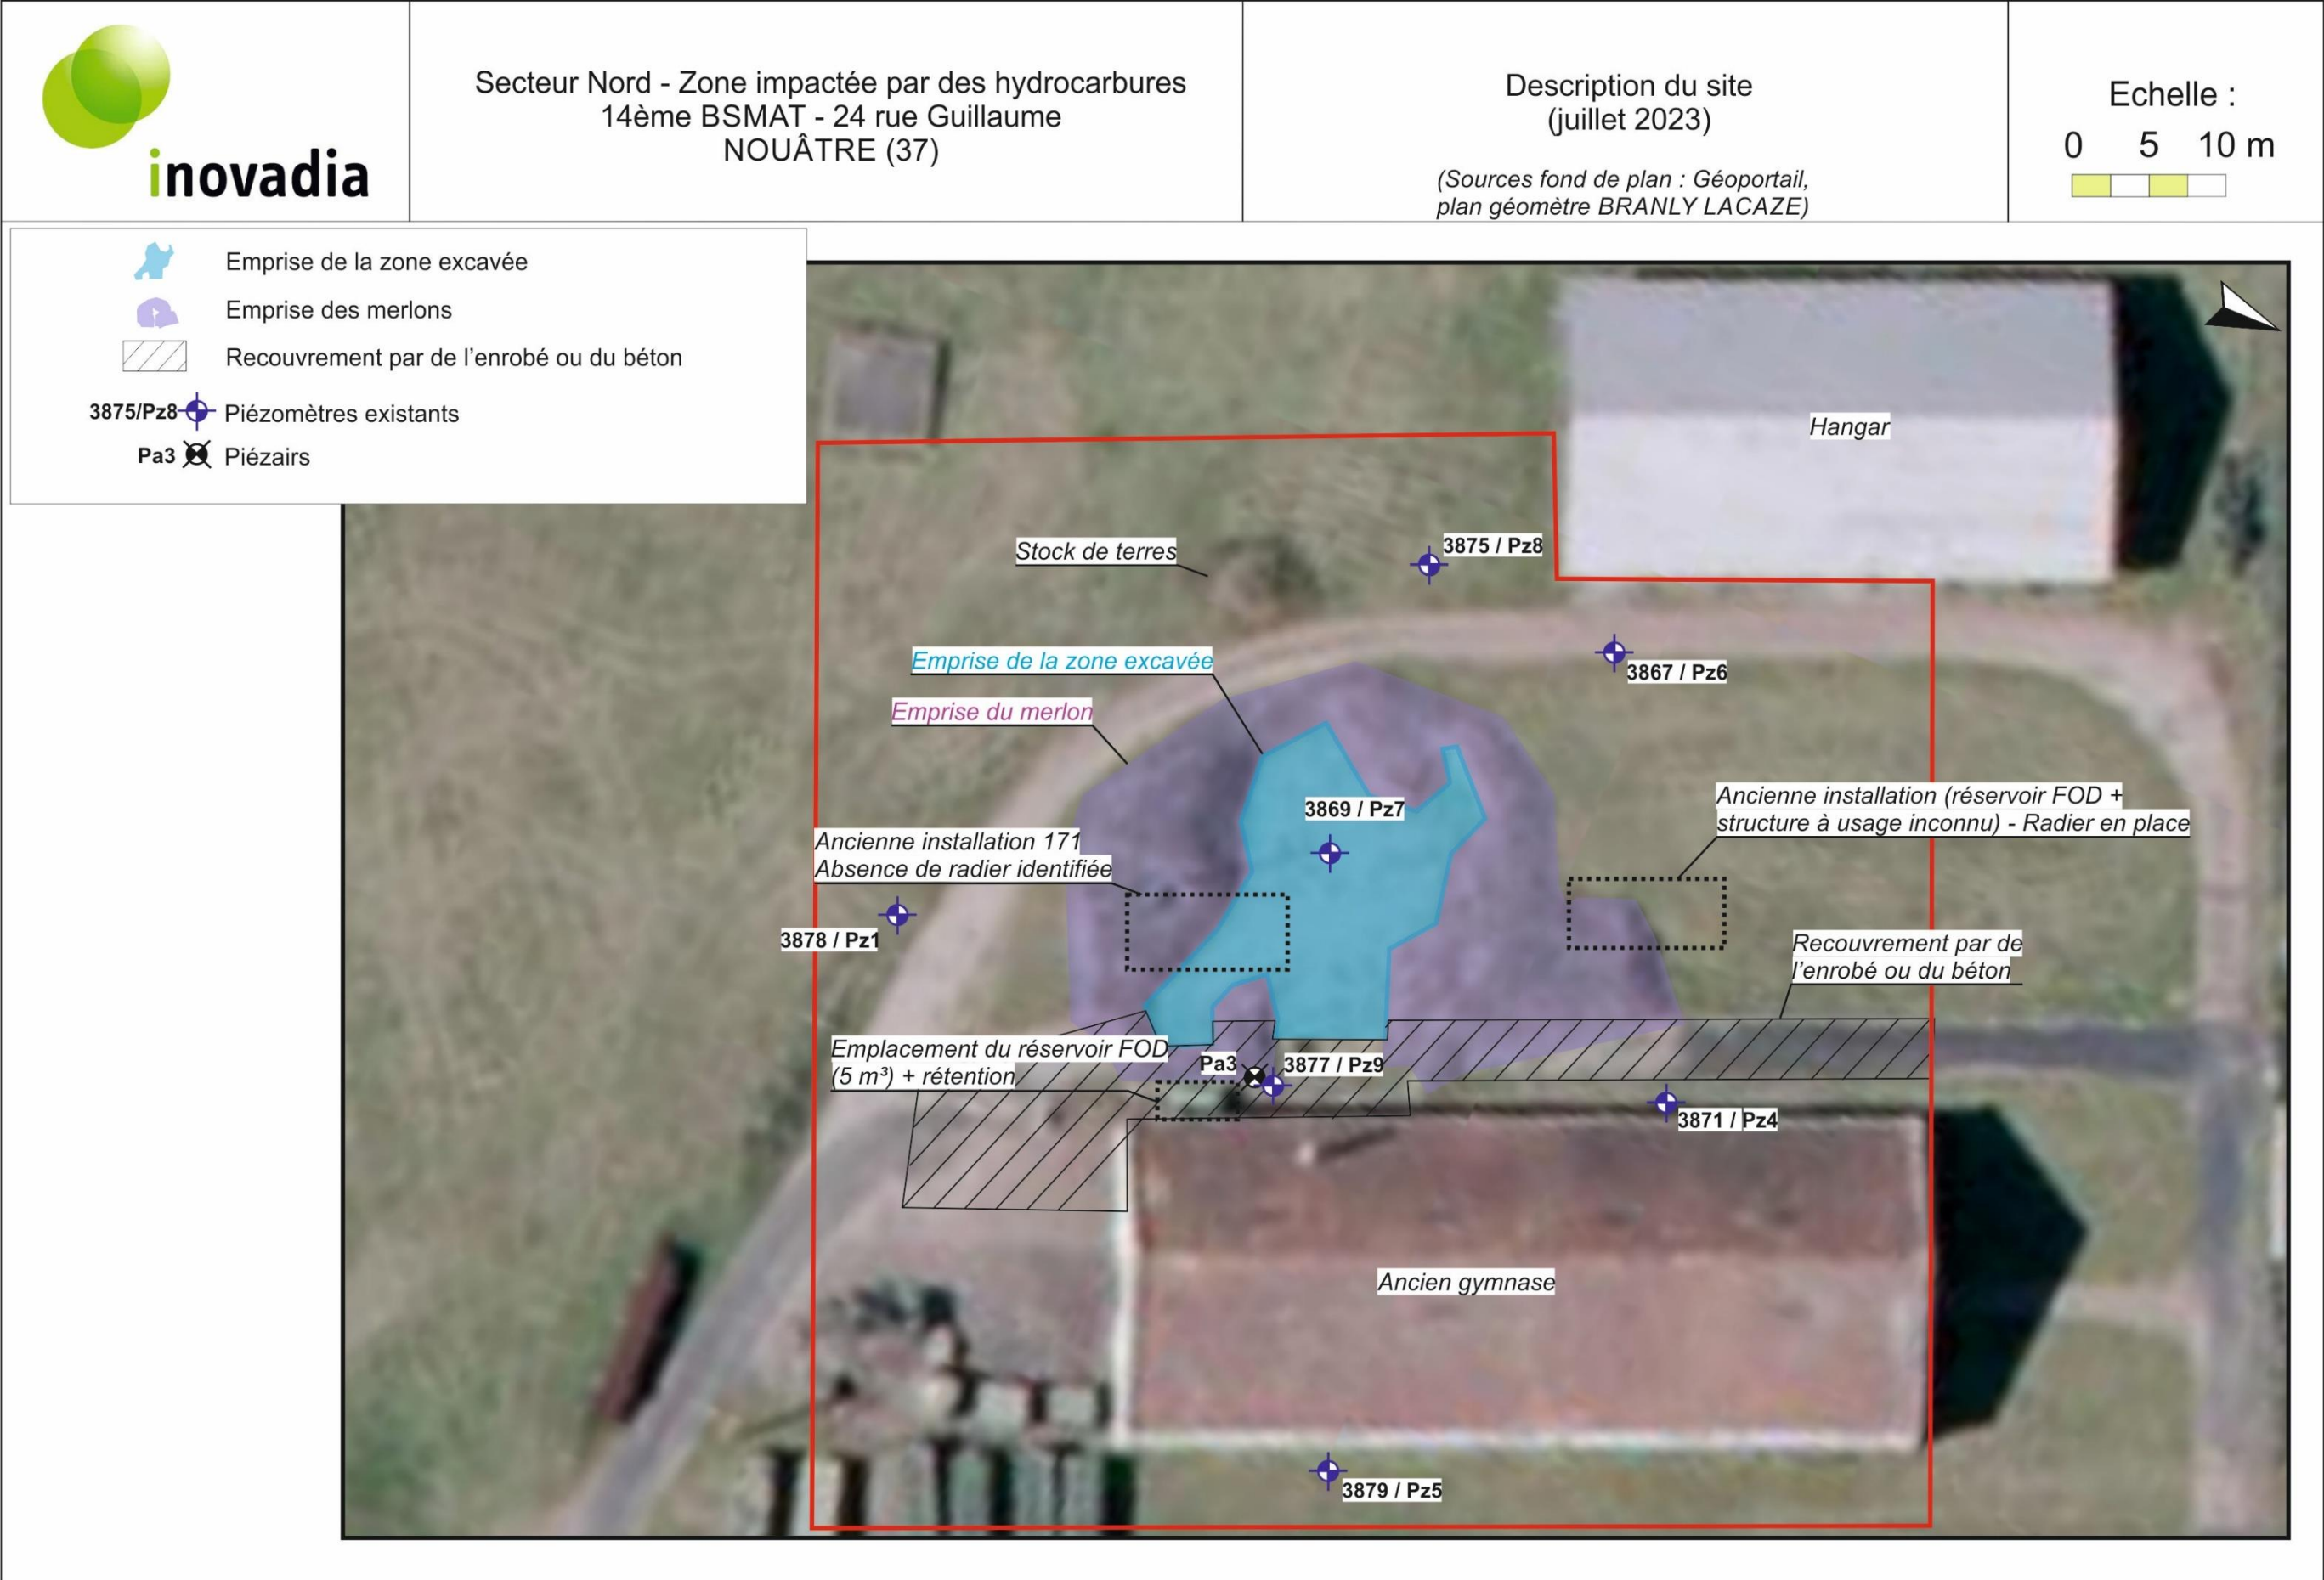 inovadia
Secteur Nord - Zone impactée par des hydrocarbures
14ème BSMAT - 24 rue Guillaume
NOUÂTRE (37)
Description du site
(juillet 2023)
(Sources fond de plan : Géoportail,
plan géomètre BRANLY LACAZE)
Echelle :
0 5 10 m
Emprise de la zone excavée
Emprise des merlons
Recouvrement par de l'enrobé ou du béton
3875/Pz8 Piézomètres existants
Pa3 Piézairs
Hangar
Stock de terres
3875 / Pz8
Emprise de la zone excavée
3867 / Pz6
Emprise du merlon
3869 / Pz7
Ancienne installation (réservoir FOD +
structure à usage inconnu) - Radier en place
Ancienne installation 171
Absence de radier identifiée
3878 / Pz1
Recouvrement par de
l'enrobé ou du béton
Emplacement du réservoir FOD
(5 m³) + rétention
Pa3
3877 / Pz9
3871 / Pz4
Ancien gymnase
3879 / Pz5